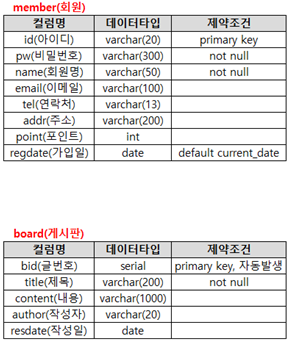 member(회원)
컬럼명 데이터타입 제약조건
id(아이디) varchar(20) primary key
pw(비밀번호) varchar(300) not null
name(회원명) varchar(50) not null
email(이메일) varchar(100)
tel(연락처) varchar(13)
addr(주소) varchar(200)
point(포인트) int
regdate(가입일) date default current_date
board(게시판)
컬럼명 데이터타입 제약조건
bid(글번호) serial primary key, 자동발생
title(제목) varchar(200) not null
content(내용) varchar(1000)
author(작성자) varchar(20)
resdate(작성일) date